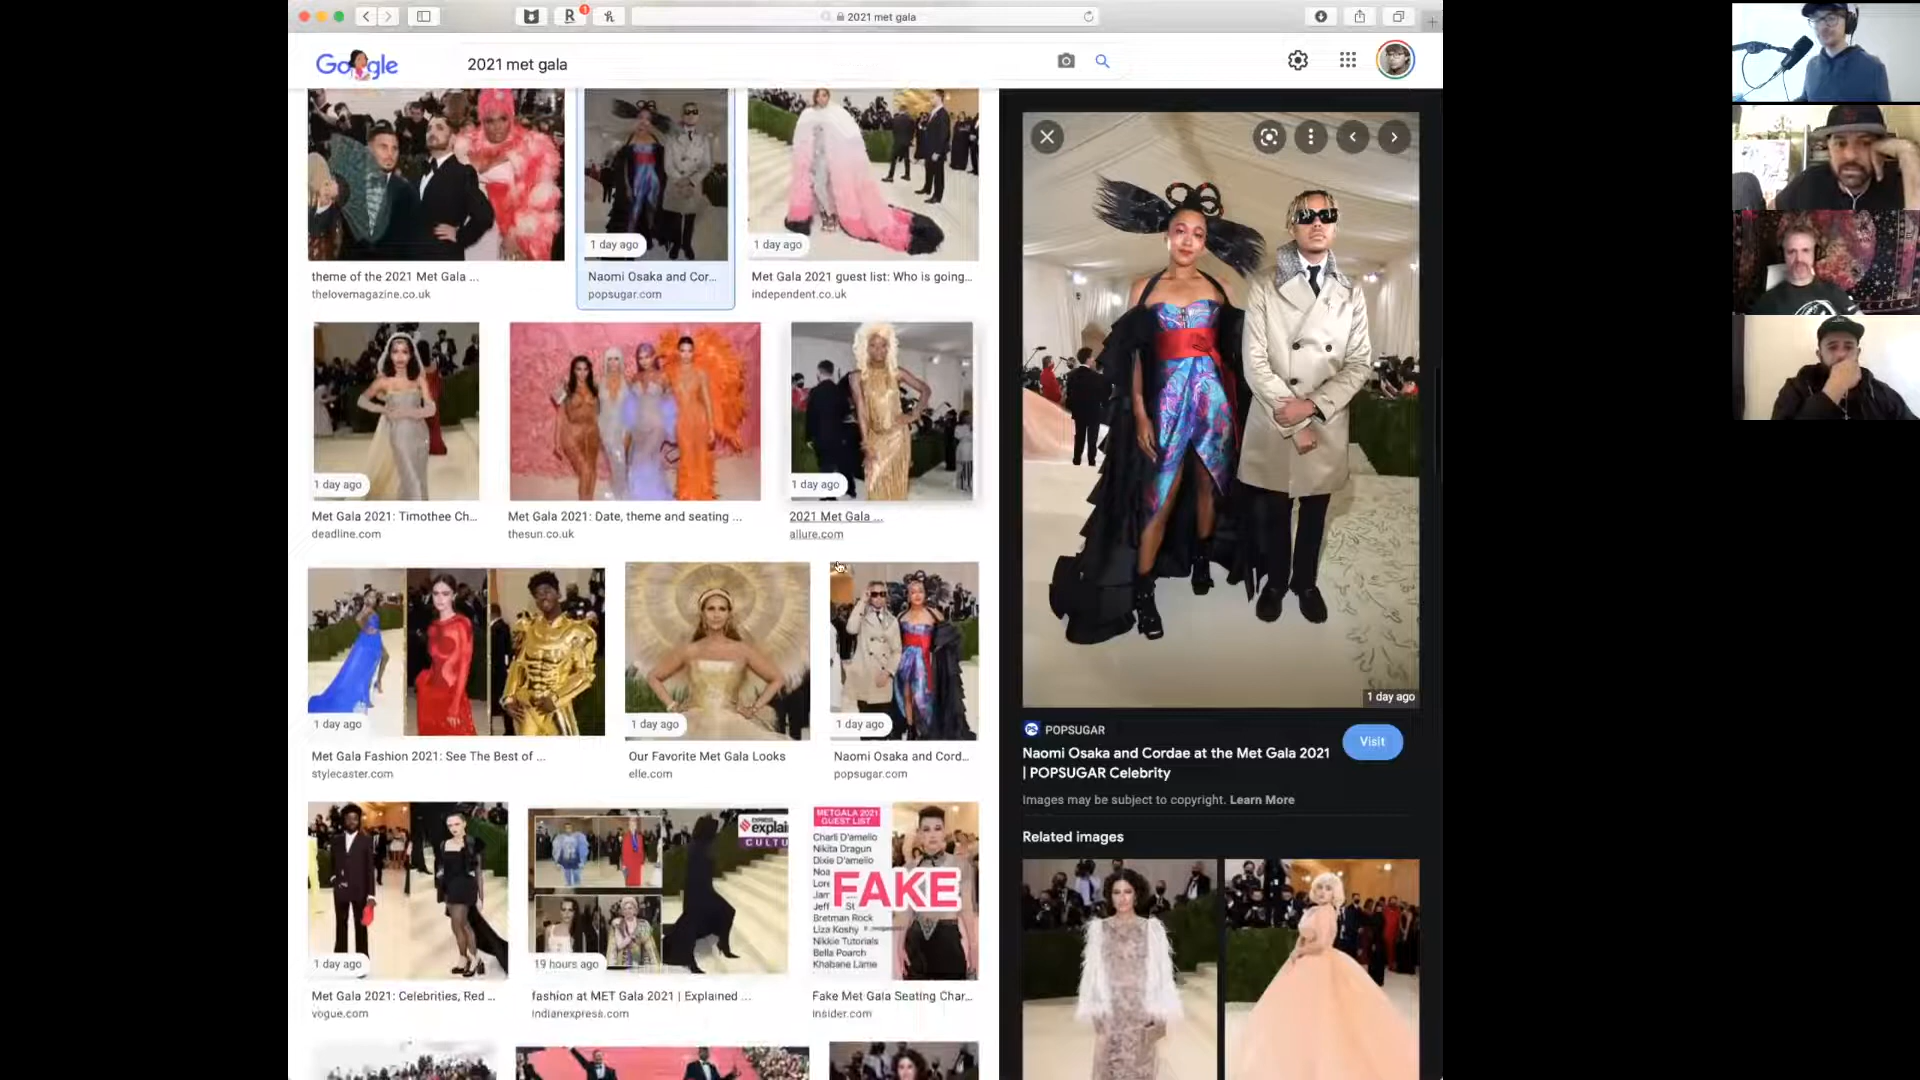 1
2021 met gala
Google
2021 met gala
1 day ago
1 day ago
theme of the 2021 Met Gala ...
thelovemagazine.co.uk
Naomi Osaka and Cor...
popsugar.com
Met Gala 2021 guest list: Who is going...
independent.co.uk
1 day ago
1 day ago
Met Gala 2021: Timothee Ch...
deadline.com
Met Gala 2021: Date, theme and seating ...
thesun.co.uk
2021 Met Gala ...
allure.com
1 day ago
1 day ago
1 day ago
Met Gala Fashion 2021: See The Best of ...
stylecaster.com
Our Favorite Met Gala Looks
elle.com
Naomi Osaka and Cord...
popsugar.com
1 day ago
19 hours ago
EXPRESS
explai
CULTU
METGALA 2021
GUEST LIST
Charli D'amelio
Nikita Dragun
Dixie D'amelio
Noa
Lore
Jam
Jeff St
Bretman Rock
Liza Koshy
Nikkie Tutorials
Bella Poarch
Khabane Lame
FAKE
Met Gala 2021: Celebrities, Red ...
vogue.com
fashion at MET Gala 2021 | Explained ...
indianexpress.com
Fake Met Gala Seating Char...
insider.com
1 day ago
POPSUGAR
Naomi Osaka and Cordae at the Met Gala 2021
| POPSUGAR Celebrity
Visit
Images may be subject to copyright. Learn More
Related images